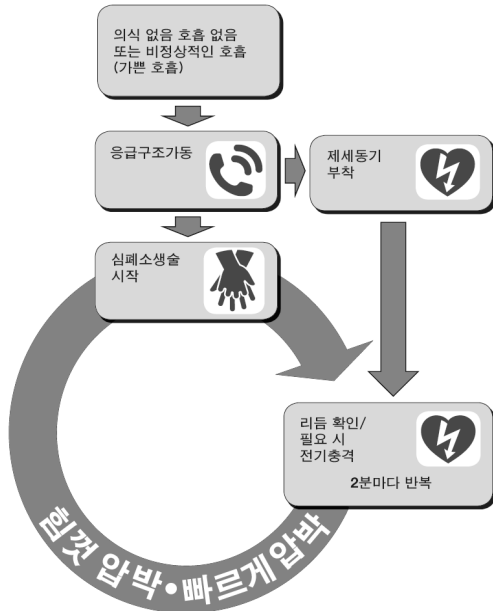 의식 없음 호흡 없음
또는 비정상적인 호흡
(가쁜 호흡)
응급구조가동
제세동기
부착
심폐소생술
시작
리듬 확인/
필요 시
전기충격
2분마다 반복
힘껏 압박•빠르게압박